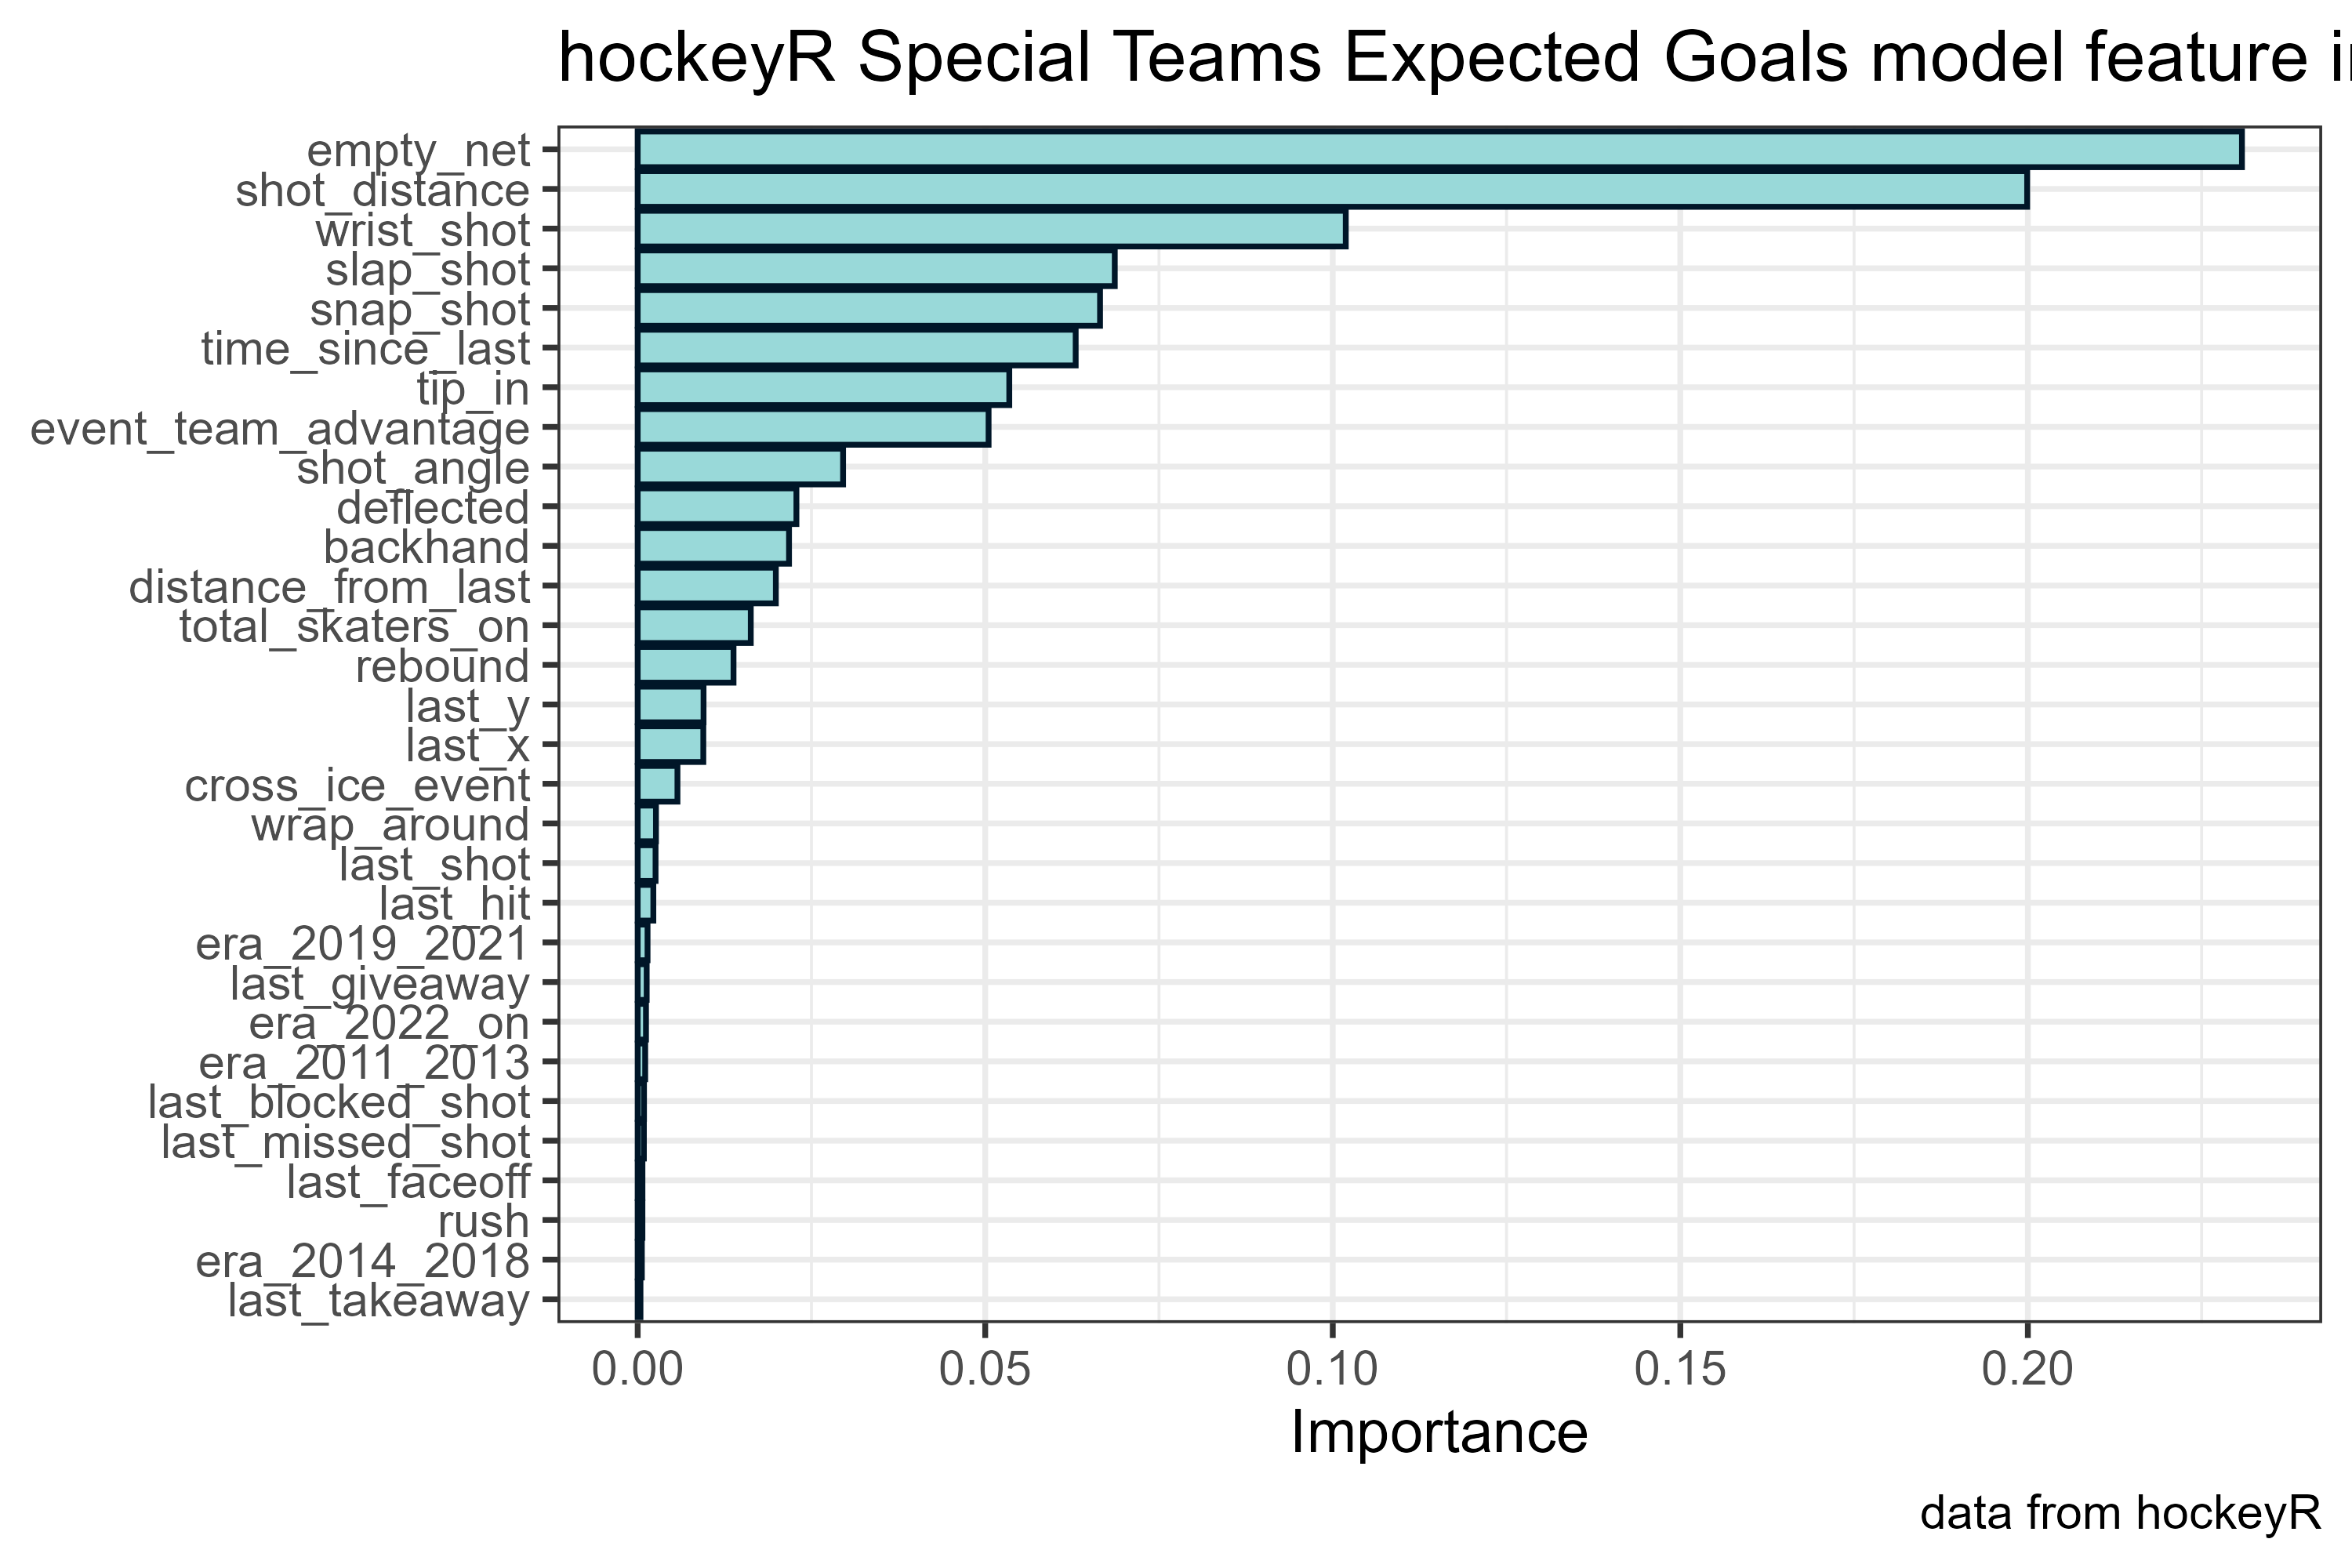 hockeyR Special Teams Expected Goals model feature
empty_net
shot_distance
wrist_shot
slap_shot
snap_shot
time_since_last
tip_in
event_team_advantage
shot_angle
deflected
backhand
distance_from_last
total_skaters_on
rebound
last_y
last_x
cross_ice_event
wrap_around
last_shot
last_hit
era_2019_2021
last_giveaway
era_2022_on
era_2011_2013
last_blocked_shot
last_missed_shot
last_faceoff
rush
era_2014_2018
last_takeaway
0.00 0.05 0.10 0.15 0.20
Importance
data from hockeyR